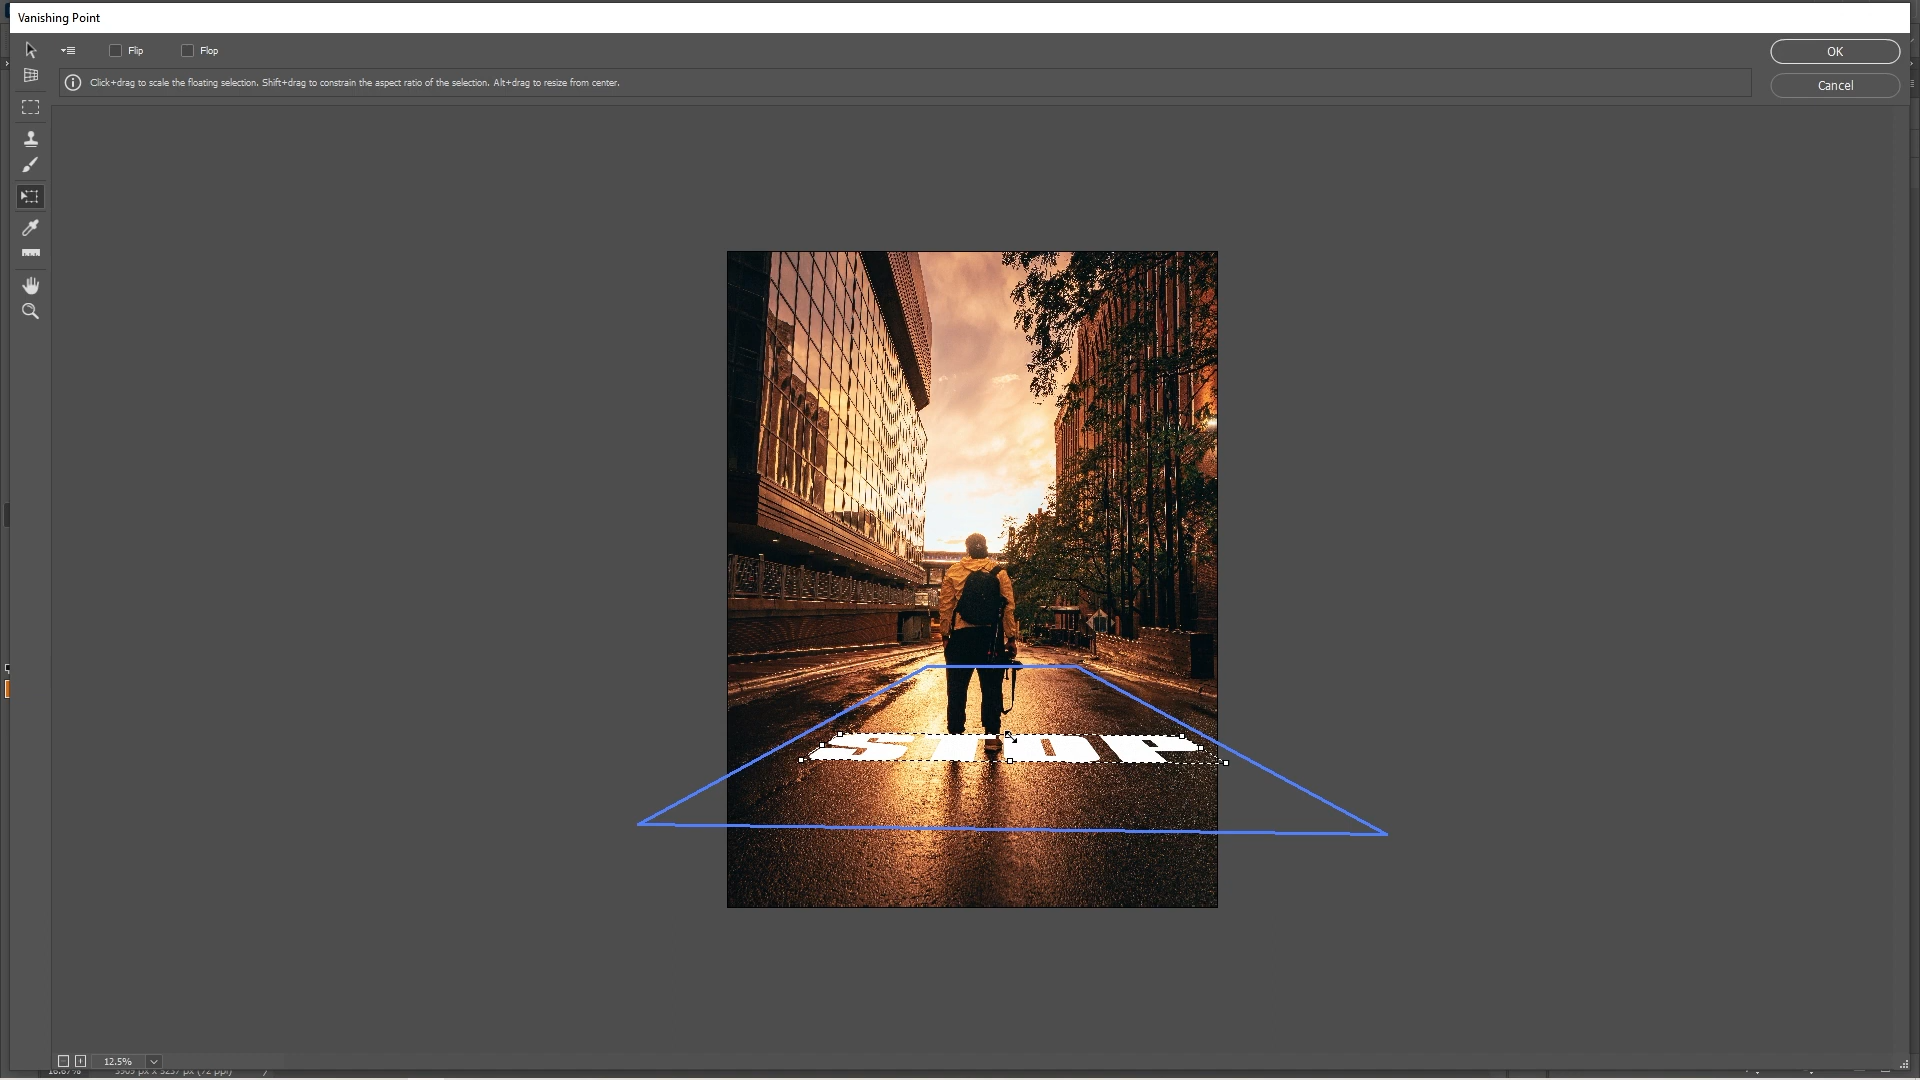 Vanishing Point
Flip
Flop
OK
Click+drag to scale the floating selection. Shift+drag to constrain the aspect ratio of the selection. Alt+drag to resize from center.
Cancel
STOP
12.5%